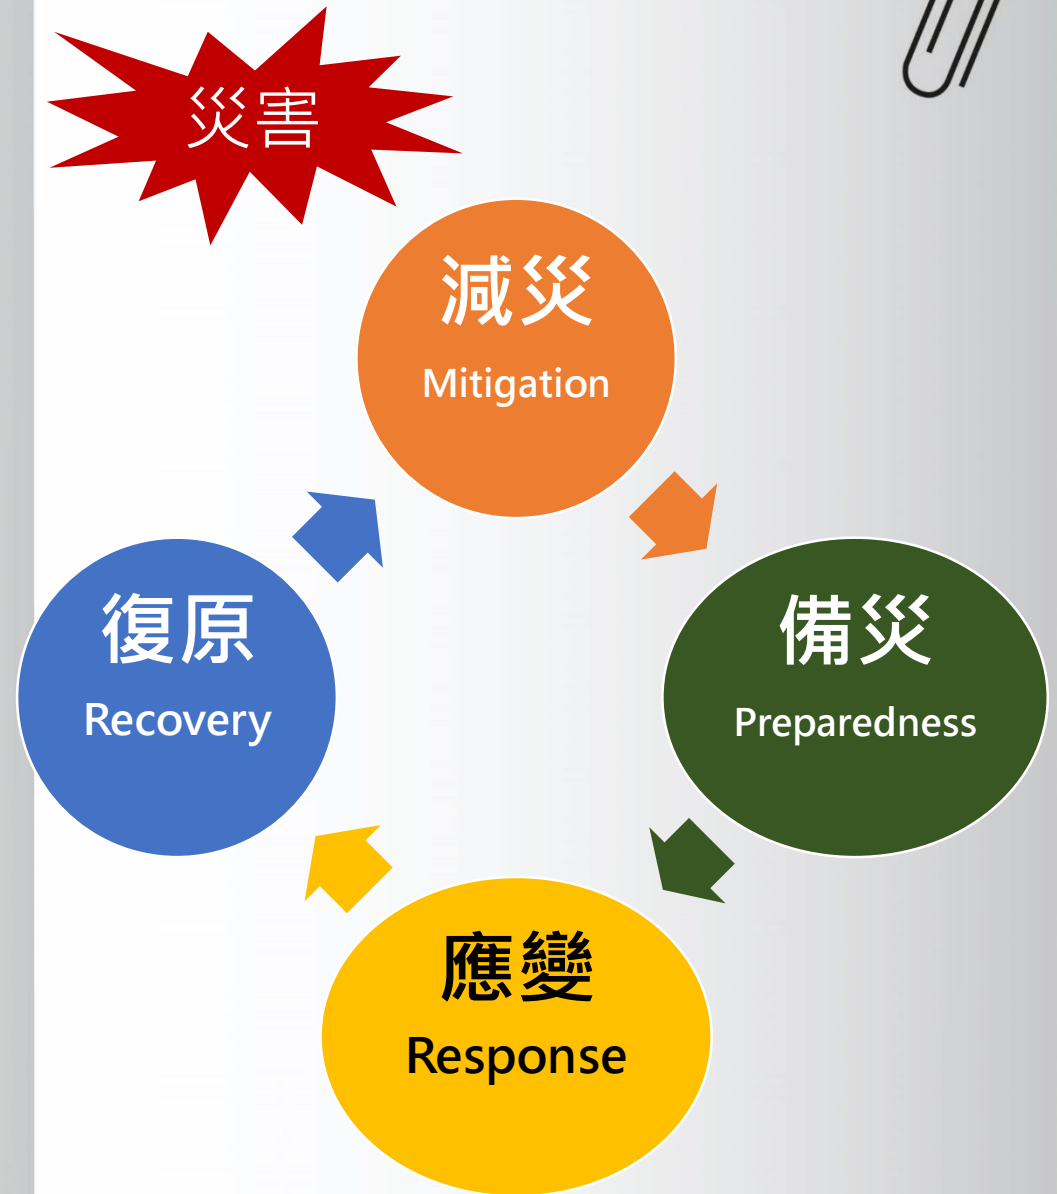 災害
減災
Mitigation
備災
Preparedness
應變
Response
復原
Recovery